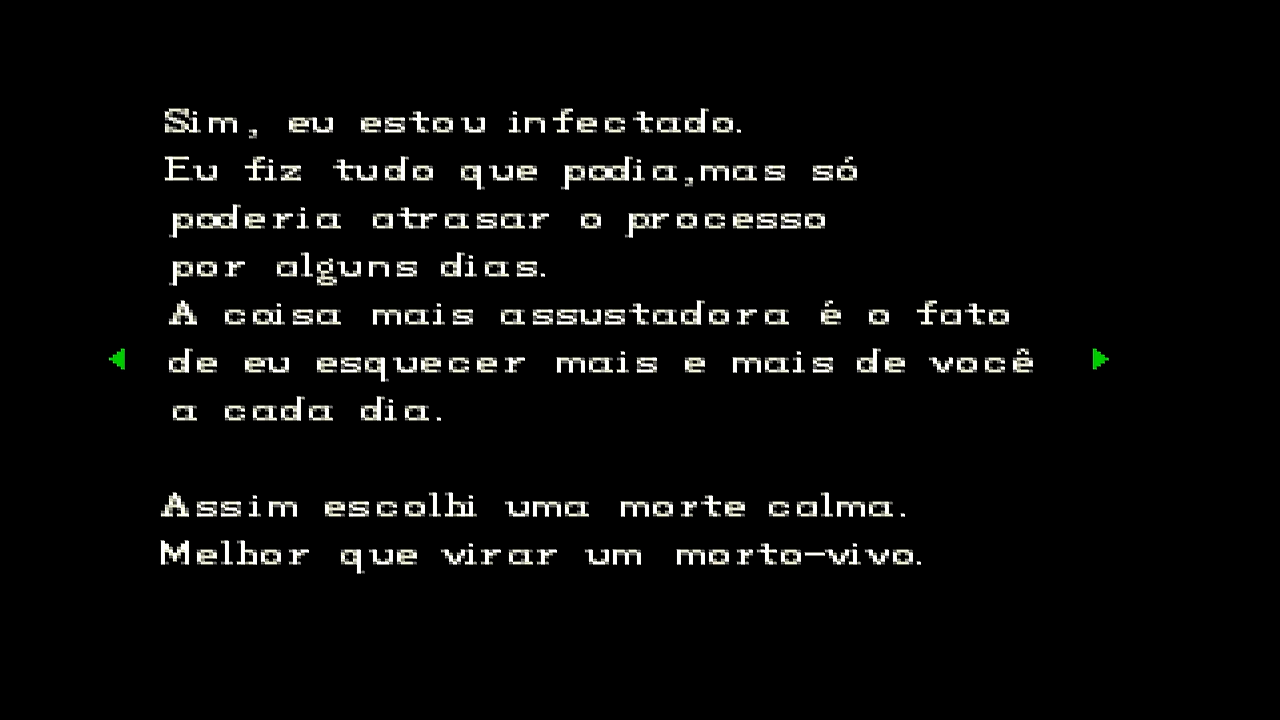 Sim, eu estou infectado.
Eu fiz tudo que podia,mas só
poderia atrasar o processo
por alguns dias.
A coisa mais assustadora é o fato
de eu esquecer mais e mais de você
a cada dia.
Assim escolhi uma morte calma.
Melhor que virar um morto-vivo.